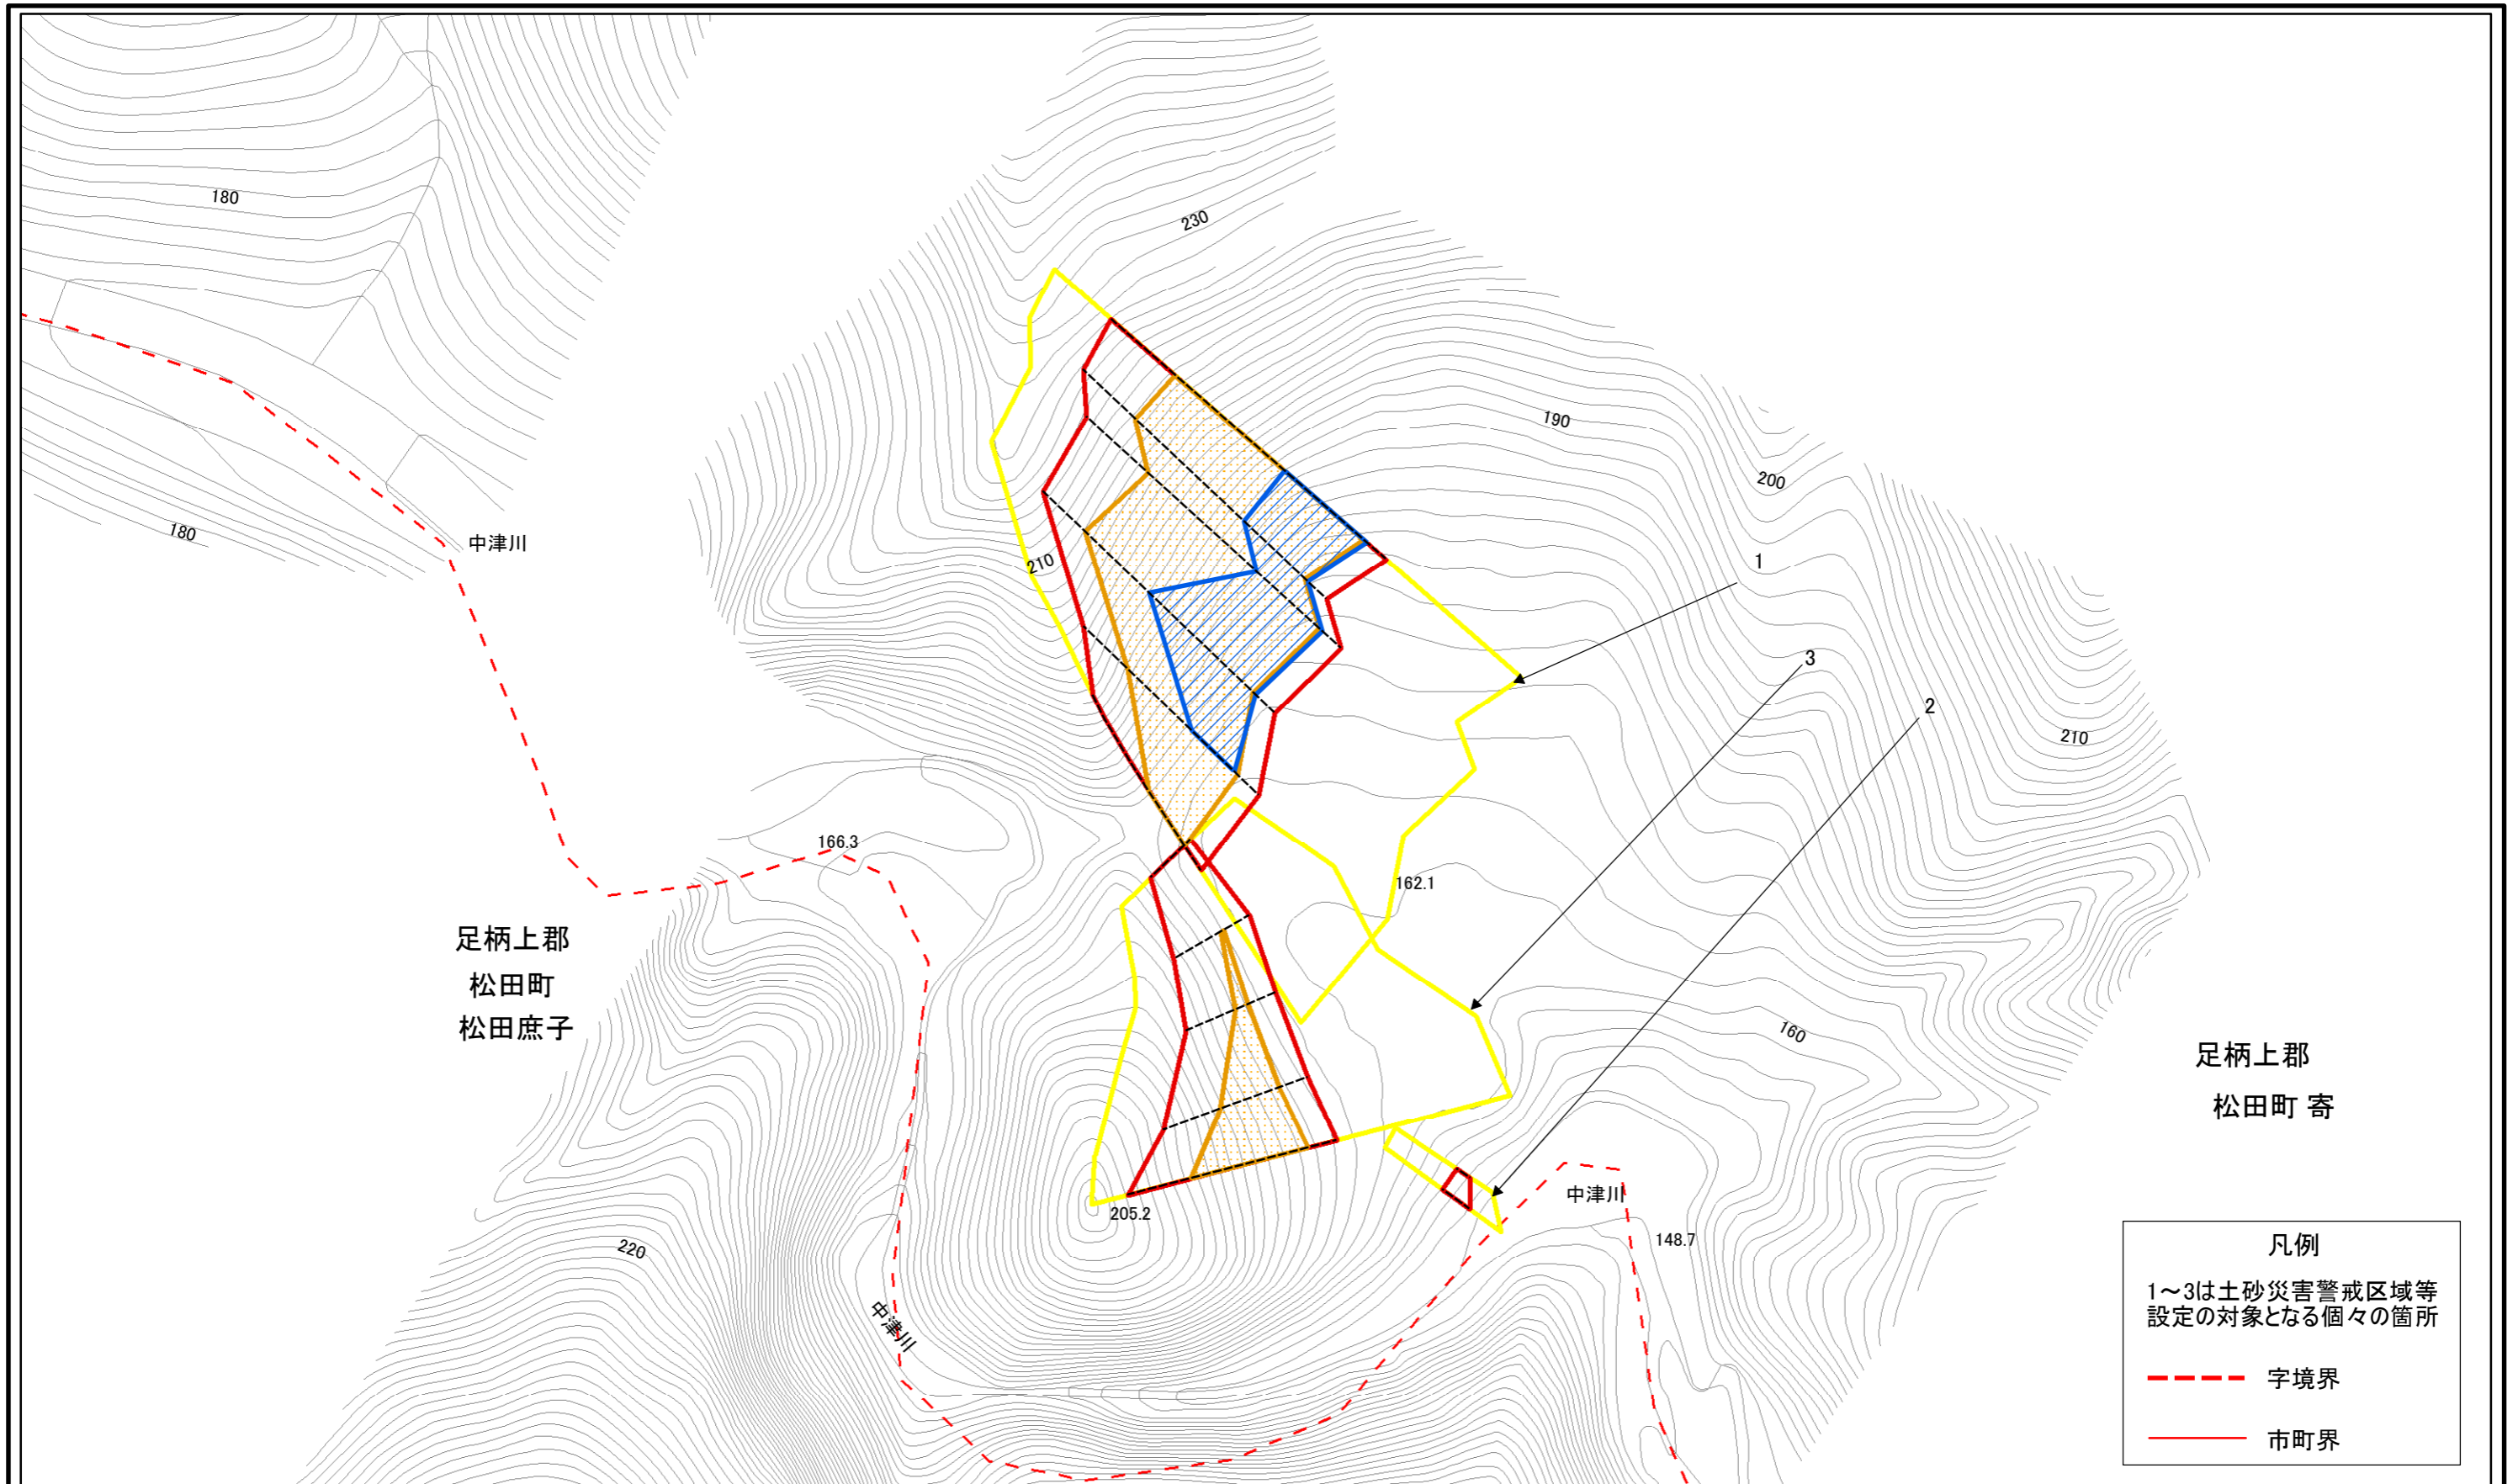 180
230
190
200
180
中津川
210
1
3
2
210
166.3
162.1
足柄上郡
松田町
松田庶子
160
足柄上郡
松田町 寄
中津川
205.2
148.7
220
中津川
凡例
1～3は土砂災害警戒区域等
設定の対象となる個々の箇所
字境界
市町界